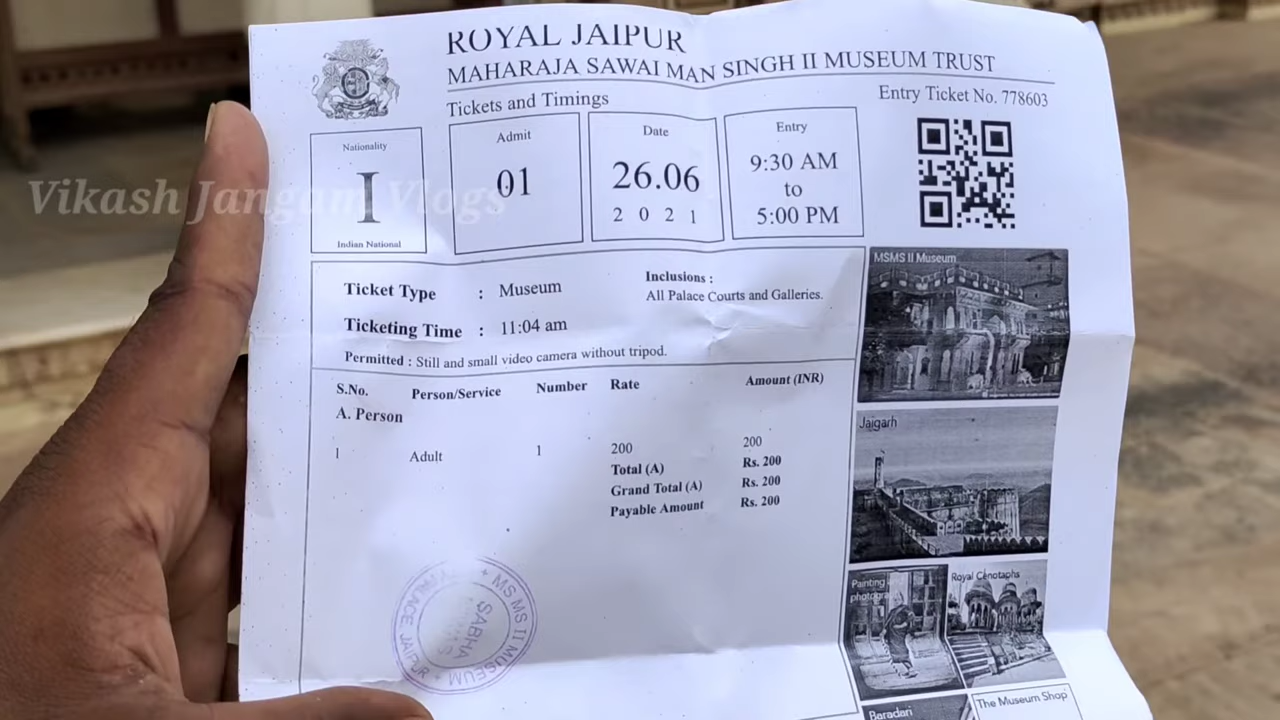 ROYAL JAIPUR
MAHARAJA SAWAI MAN SINGH II MUSEUM TRUST
Tickets and Timings
Entry Ticket No. 778603
Nationality
I
Indian National
Admit
01
Date
26.06
2021
Entry
9:30 AM
to
5:00 PM
Vikash Jangam Vlogs
Ticket Type : Museum
Inclusions :
All Palace Courts and Galleries.
Ticketing Time : 11:04 am
Permitted : Still and small video camera without tripod.
S.No. Person/Service Number Rate Amount (INR)
A. Person
1 Adult 1 200 200
Total (A) Rs. 200
Grand Total (A) Rs. 200
Payable Amount Rs. 200
MSMS II Museum
Jaigarh
Painting
Royal Cenotaphs
Baradari
The Museum Shop
MS MS II MUSEUM
PALACE, JAIPUR
SABHA